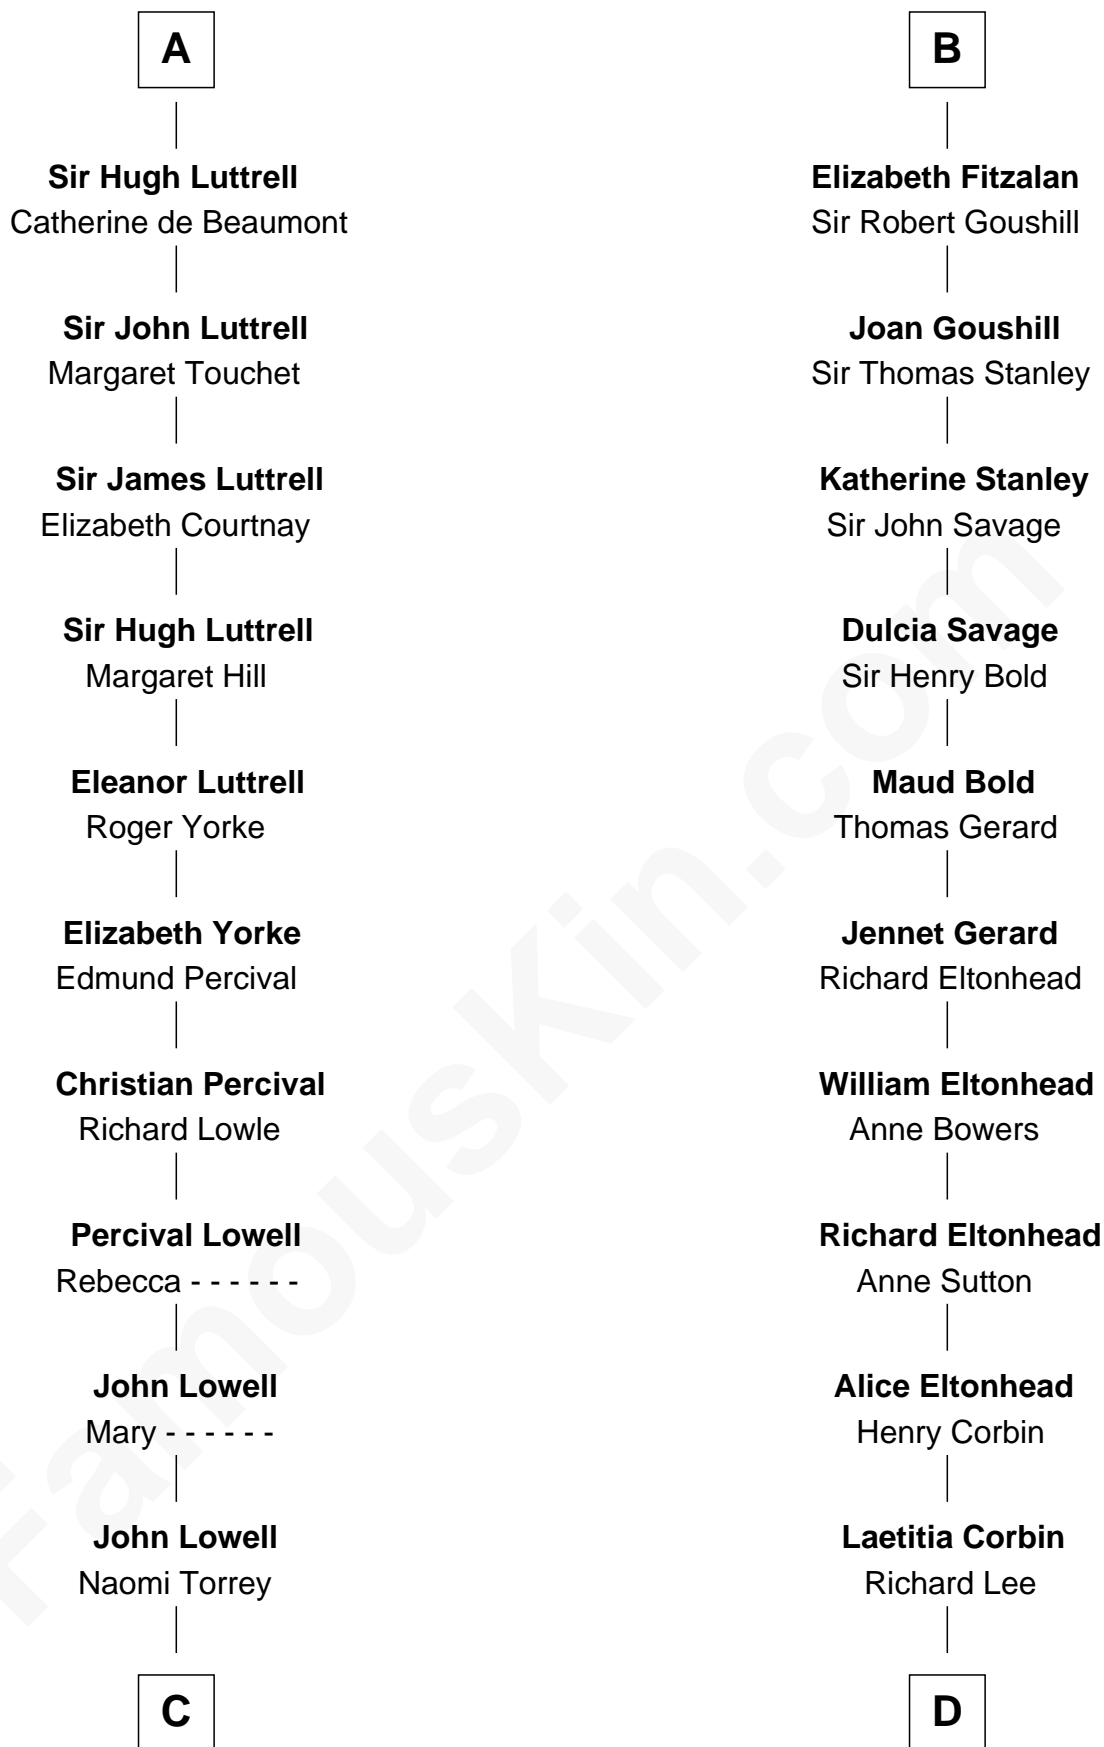 A
Sir Hugh Luttrell
Catherine de Beaumont
Sir John Luttrell
Margaret Touchet
Sir James Luttrell
Elizabeth Courtnay
Sir Hugh Luttrell
Margaret Hill
Eleanor Luttrell
Roger Yorke
Elizabeth Yorke
Edmund Percival
Christian Percival
Richard Lowle
Percival Lowell
Rebecca - - - - - -
John Lowell
Mary - - - - - -
John Lowell
Naomi Torrey
C
B
Elizabeth Fitzalan
Sir Robert Goushill
Joan Goushill
Sir Thomas Stanley
Katherine Stanley
Sir John Savage
Dulcia Savage
Sir Henry Bold
Maud Bold
Thomas Gerard
Jennet Gerard
Richard Eltonhead
William Eltonhead
Anne Bowers
Richard Eltonhead
Anne Sutton
Alice Eltonhead
Henry Corbin
Laetitia Corbin
Richard Lee
D
FamousKin.com